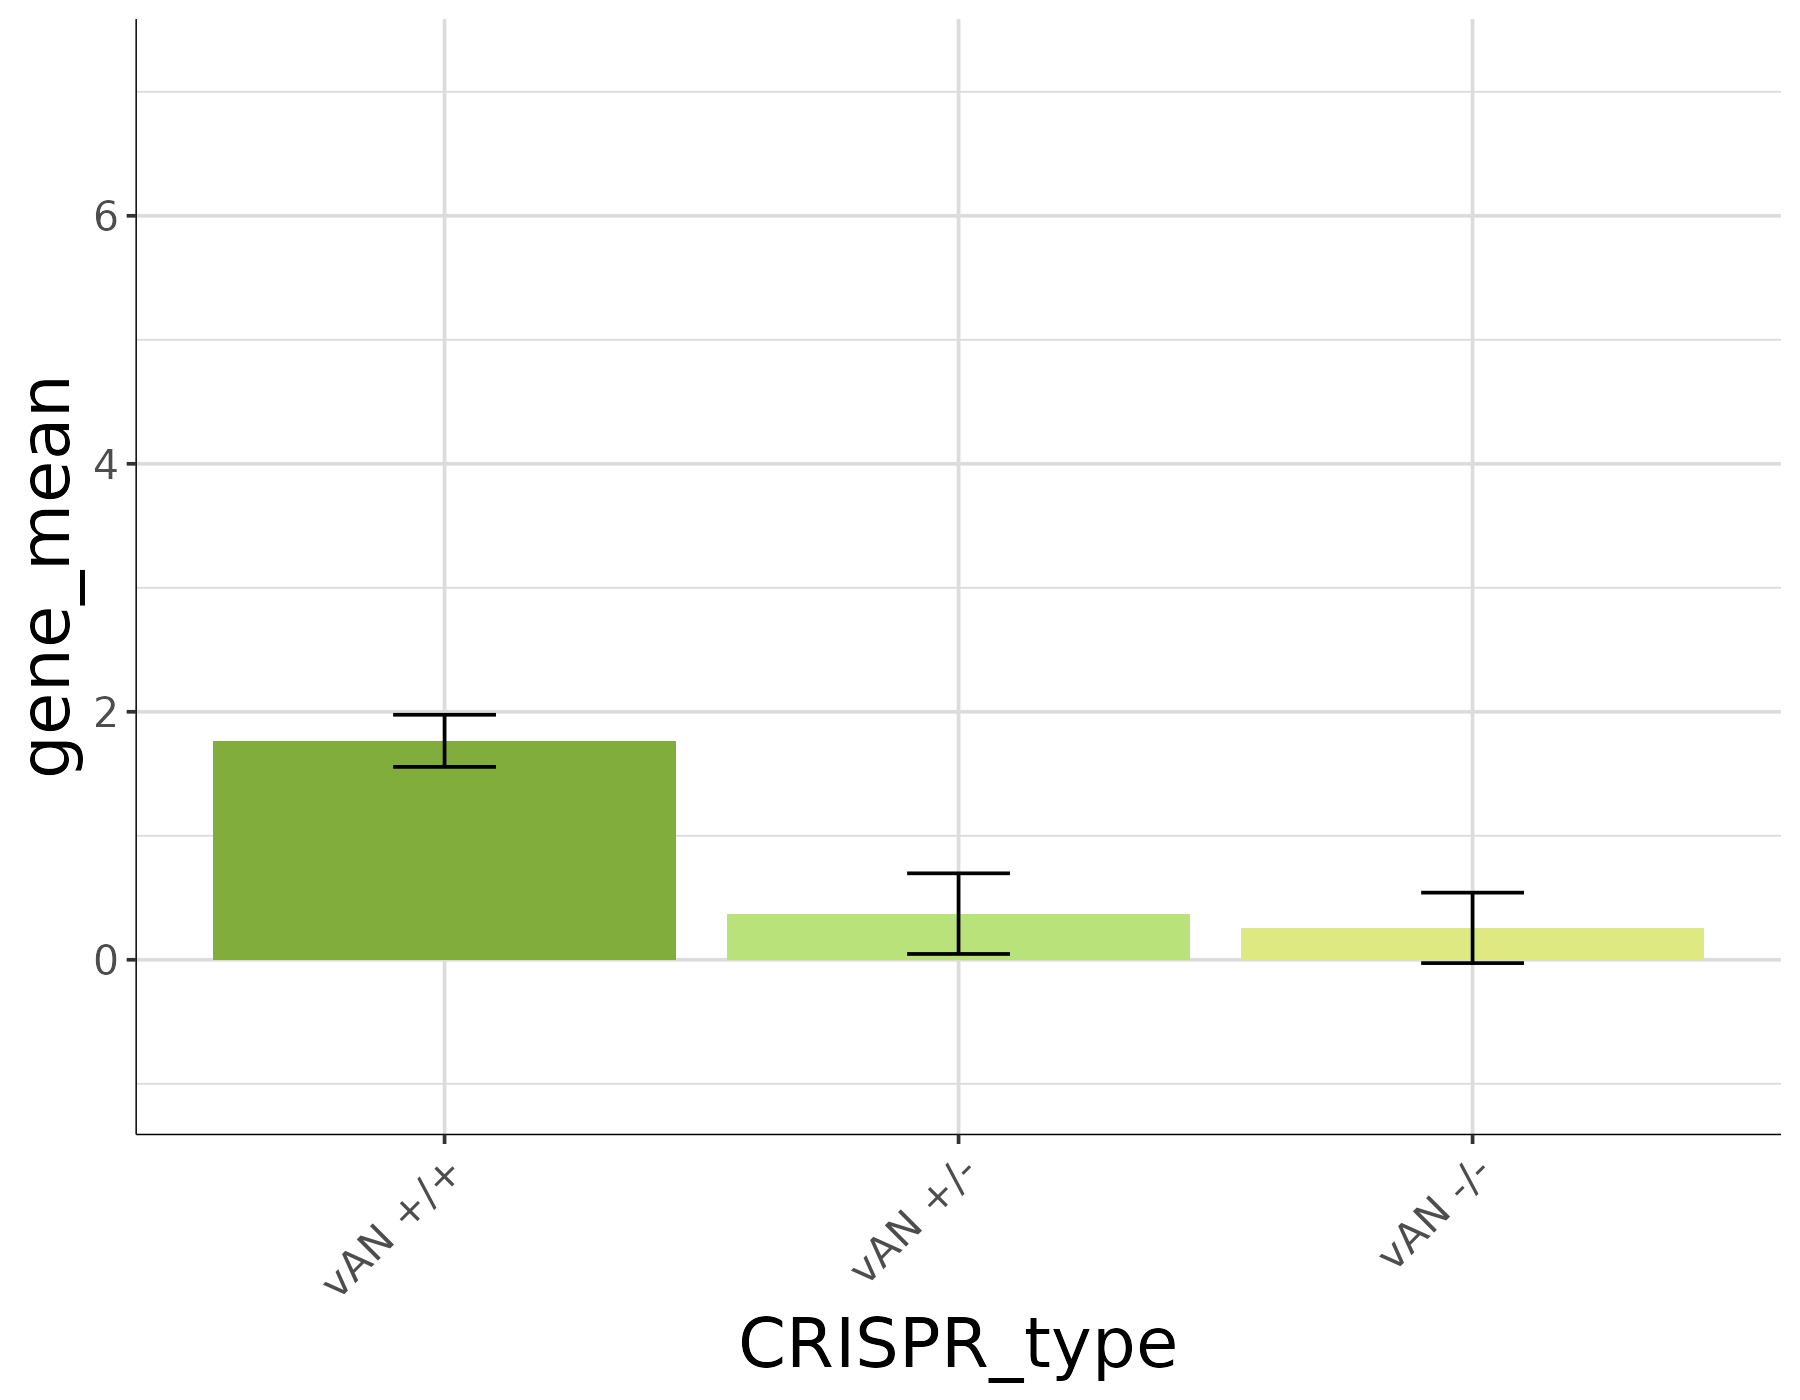 gene_mean
6
4
2
0
vAN +/+
vAN +/-
vAN -/-
CRISPR_type